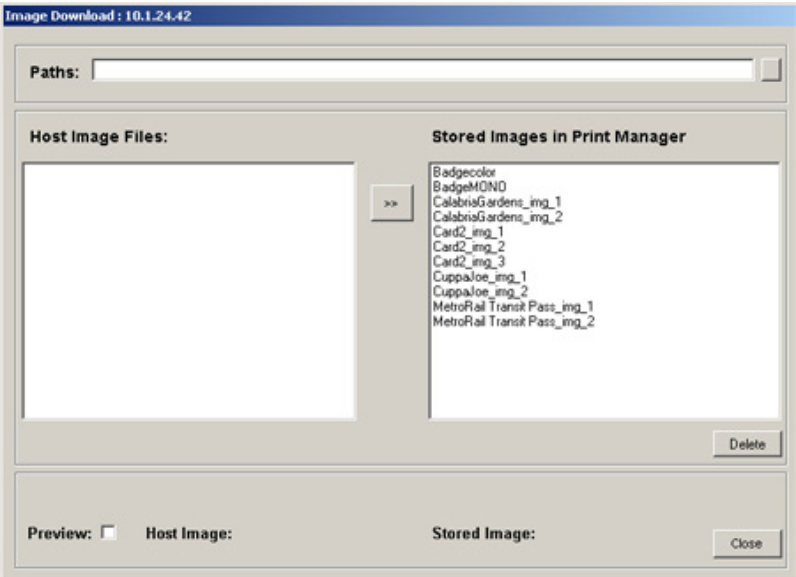 Image Download : 10.1.24.42
Paths:
Host Image Files:
Stored Images in Print Manager
>>
Badgecolor
BadgeMONO
CalabriaGardens_img_1
CalabriaGardens_img_2
Card2_img_1
Card2_img_2
Card2_img_3
CuppaJoe_img_1
CuppaJoe_img_2
MetroRail Transit Pass_img_1
MetroRail Transit Pass_img_2
Delete
Preview:
Host Image:
Stored Image:
Close